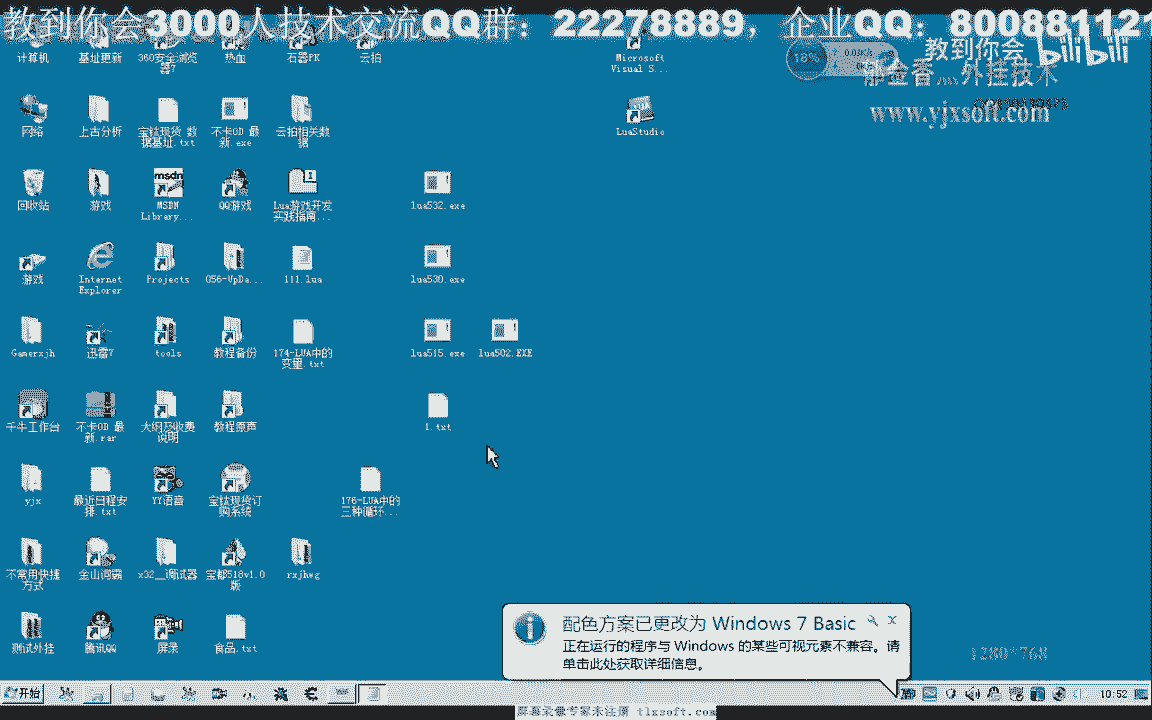 教到你会3000人技术交流QQ群：22278889，企业QQ：800881121
计算机
基址更新
360安全浏览
器7
热血
石器PK
云拍
Microsoft
Visual S...
18%
教到你会
bilibili
郁金香灬外挂技术
www.yjxsoft.com
网络
上古分析
宝钛现货 数
据基址.txt
不卡OD 最
新.exe
云拍相关数
据
LuaStudio
回收站
游戏
msdn
MSDN
Library...
QQ游戏
Lua游戏开发
实践指南...
lua532.exe
游戏
Internet
Explorer
Projects
056-UpDa...
111.lua
lua530.exe
Gamerxjh
迅雷7
tools
教程备份
174-LUA中的
变量.txt
lua515.exe
lua502.EXE
千牛工作台
不卡OD 最
新.rar
大纲及收费
说明
教程原声
1.txt
yjx
最近日程安
排.txt
YY语音
宝钛现货订
购系统
176-LUA中的
三种循环...
不常用快捷
方式
金山词霸
x32__调试器
宝都518v1.0
版
rxjhwg
测试外挂
腾讯QQ
屏录
食品.txt
配色方案已更改为 Windows 7 Basic
正在运行的程序与 Windows 的某些可视元素不兼容。请
单击此处获取详细信息。
1280*768
开始
10:52
屏幕录像专家未注册 tlxsoft.com